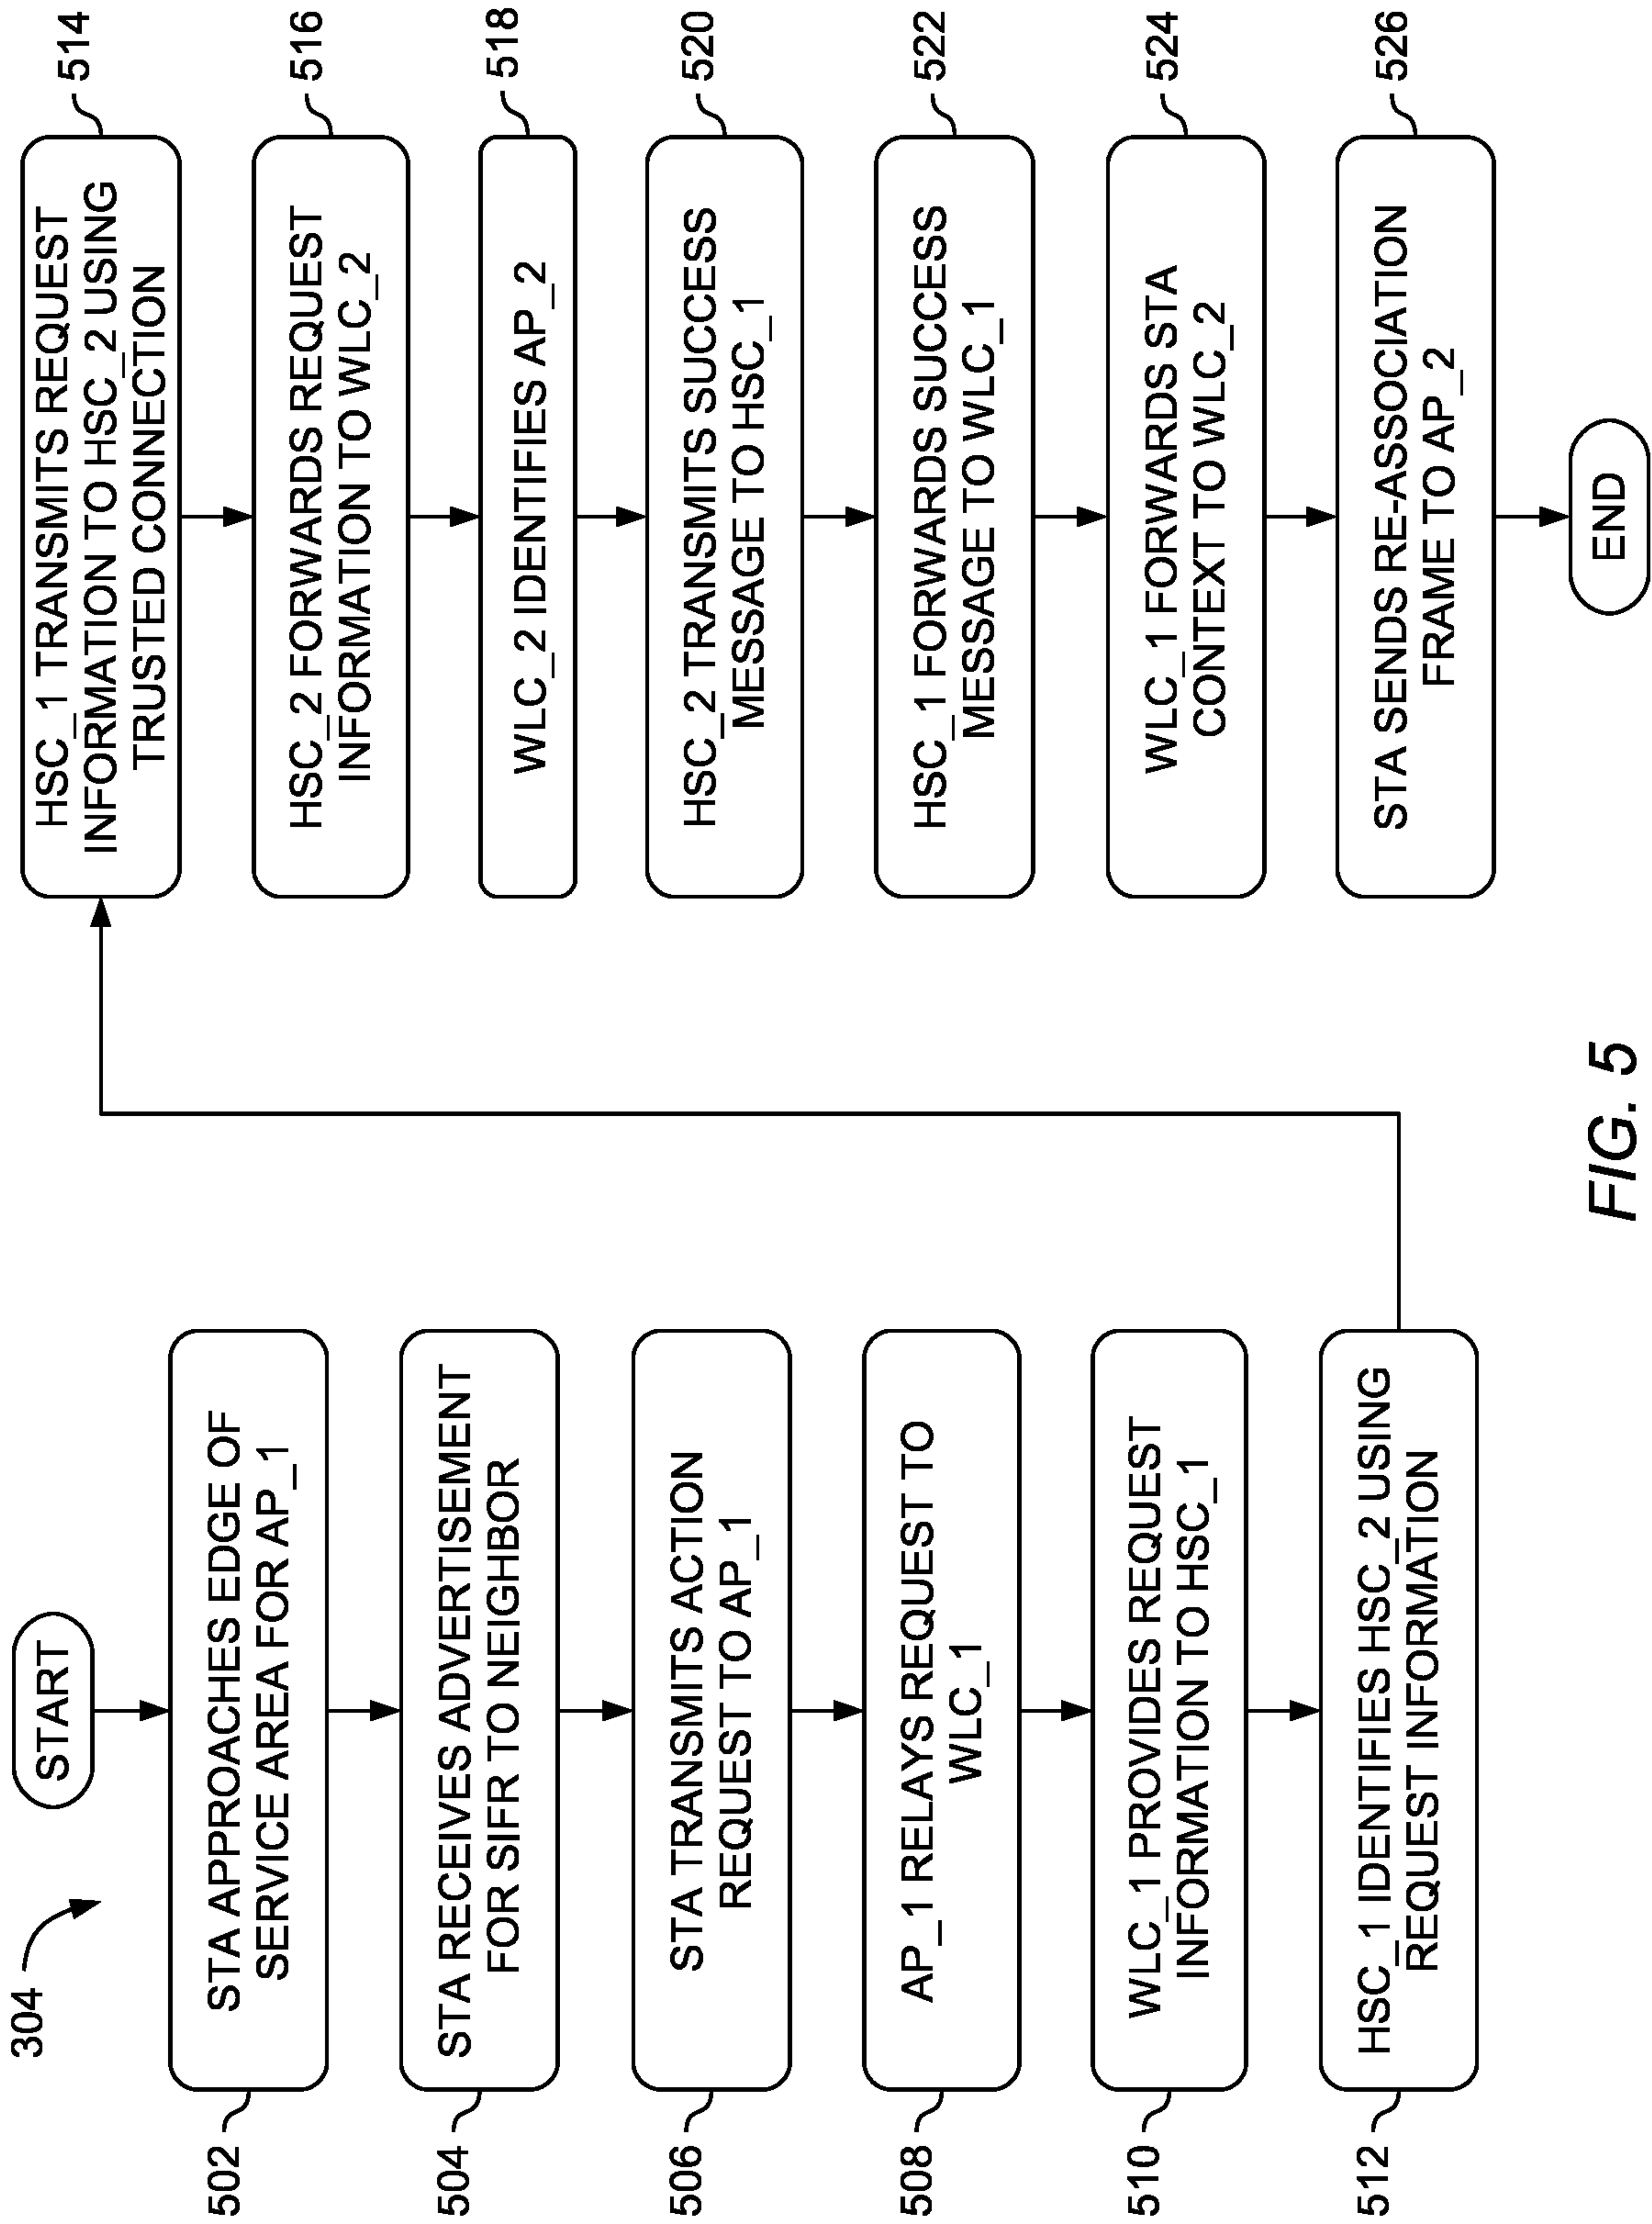 304
START
502
STA APPROACHES EDGE OF
SERVICE AREA FOR AP_1
504
STA RECEIVES ADVERTISEMENT
FOR SIFR TO NEIGHBOR
506
STA TRANSMITS ACTION
REQUEST TO AP_1
508
AP_1 RELAYS REQUEST TO
WLC_1
510
WLC_1 PROVIDES REQUEST
INFORMATION TO HSC_1
512
HSC_1 IDENTIFIES HSC_2 USING
REQUEST INFORMATION
514
HSC_1 TRANSMITS REQUEST
INFORMATION TO HSC_2 USING
TRUSTED CONNECTION
516
HSC_2 FORWARDS REQUEST
INFORMATION TO WLC_2
518
WLC_2 IDENTIFIES AP_2
520
HSC_2 TRANSMITS SUCCESS
MESSAGE TO HSC_1
522
HSC_1 FORWARDS SUCCESS
MESSAGE TO WLC_1
524
WLC_1 FORWARDS STA
CONTEXT TO WLC_2
526
STA SENDS RE-ASSOCIATION
FRAME TO AP_2
END
FIG. 5